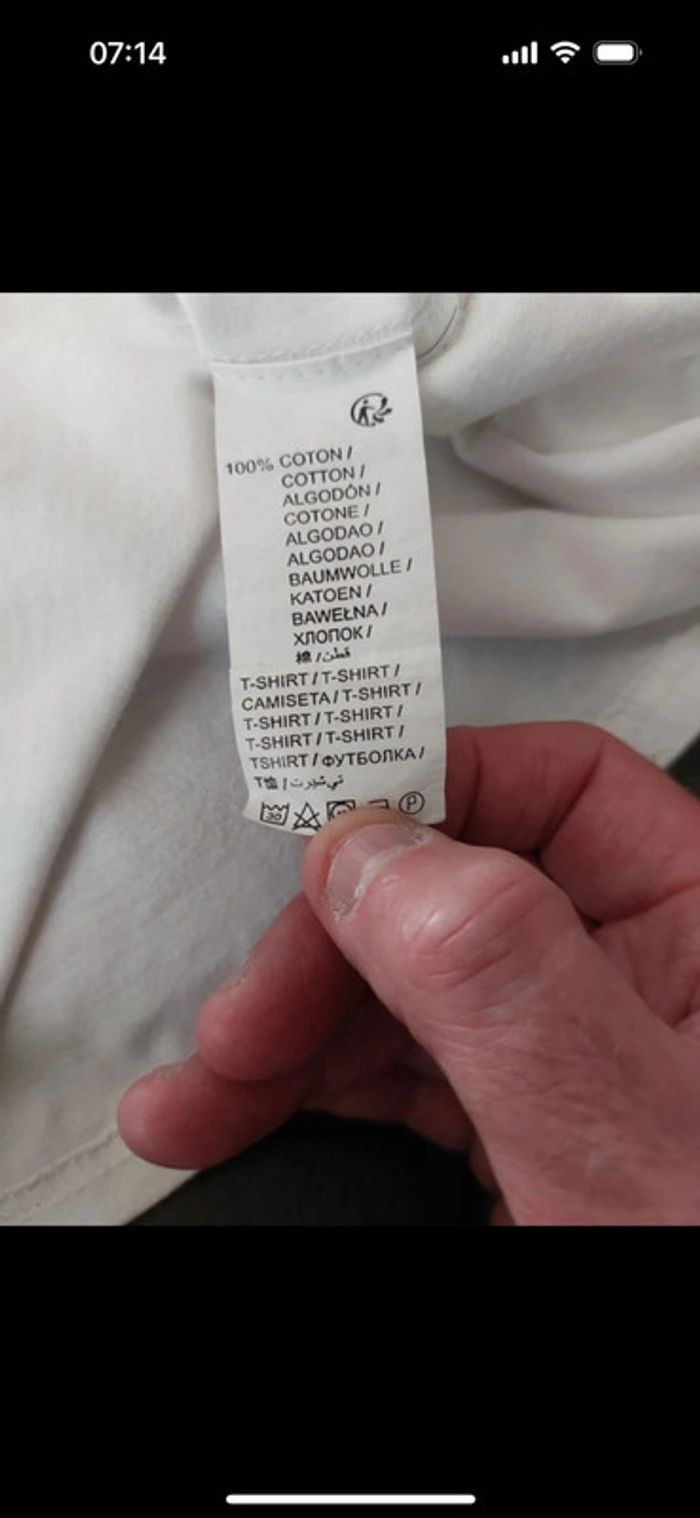 07:14
100% COTON /
COTTON /
ALGODÓN /
COTONE /
ALGODAO /
ALGODAO /
BAUMWOLLE /
KATOEN /
BAWEŁNA /
ХЛОПОК /
棉 / قطن
T-SHIRT / T-SHIRT /
CAMISETA / T-SHIRT /
T-SHIRT / T-SHIRT /
T-SHIRT / T-SHIRT /
TSHIRT / ФУТБОЛКА /
T恤 / تي شيرت
30
P